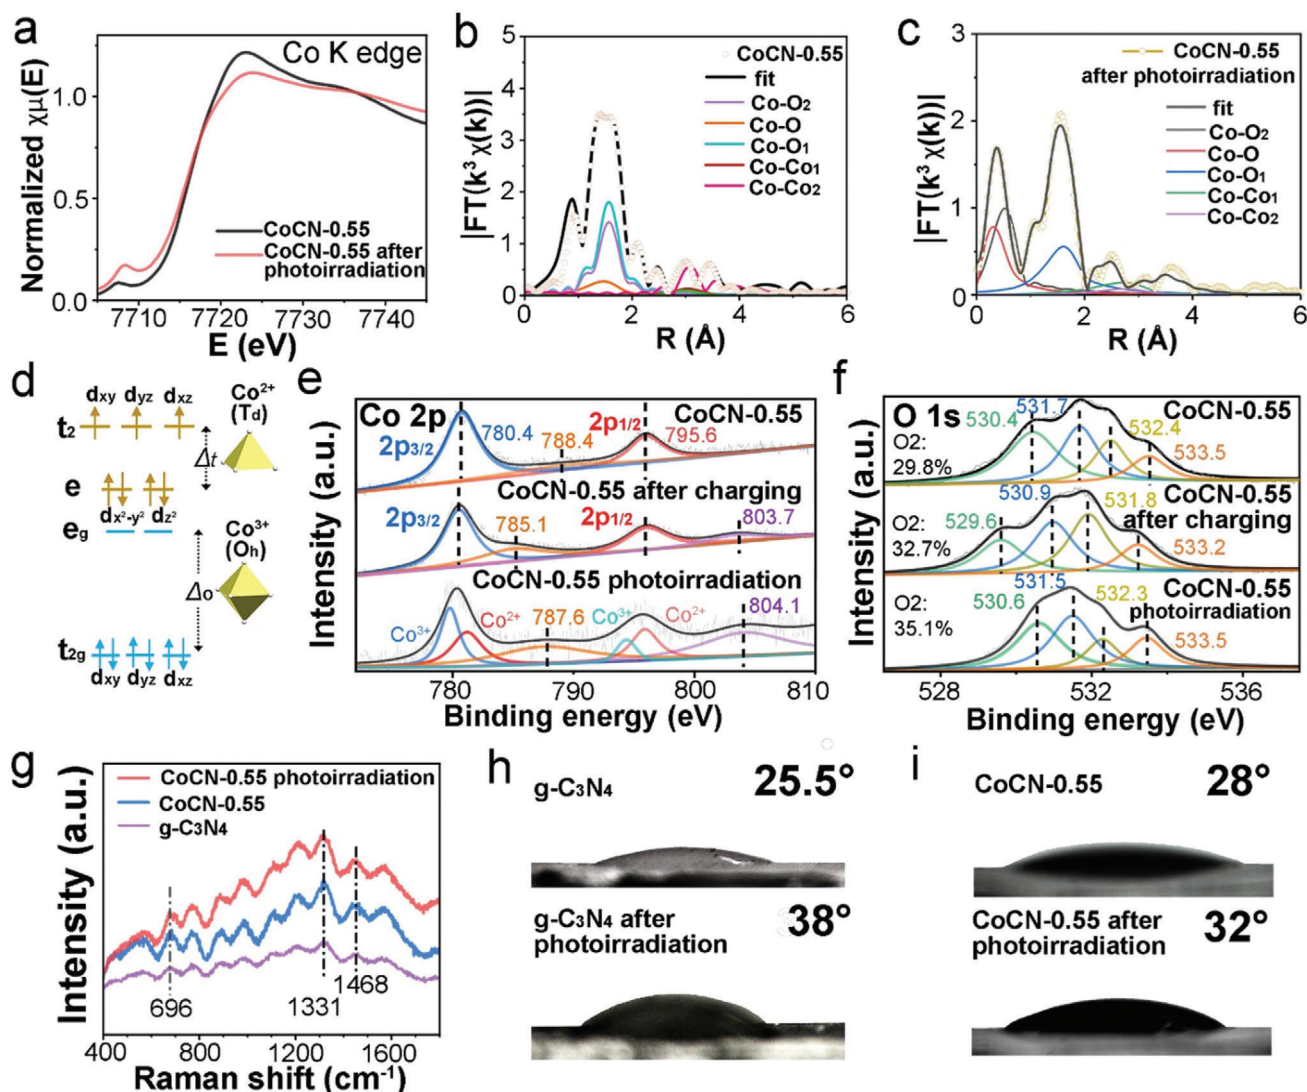 a
Co K edge
Normalized χμ(E)
1.0
0.5
0.0
CoCN-0.55
CoCN-0.55 after
photoirradiation
7710 7720 7730 7740
E (eV)
b
|FT(k³ χ(k))|
5
4
3
2
1
0
CoCN-0.55
fit
Co-O₂
Co-O
Co-O₁
Co-Co₁
Co-Co₂
0 2 4 6
R (Å)
c
|FT(k³ χ(k))|
3
2
1
0
CoCN-0.55
after photoirradiation
fit
Co-O₂
Co-O
Co-O₁
Co-Co₁
Co-Co₂
0 1 2 3 4 5 6
R (Å)
d
dxy dyz dxz
Co²⁺
(Td)
t₂
Δt
e
dx²-y² dz²
eg
Co³⁺
(Oh)
Δo
t₂g
dxy dyz dxz
e
Co 2p
Intensity (a.u.)
CoCN-0.55
2p3/2 780.4 788.4 2p1/2 795.6
CoCN-0.55 after charging
2p3/2 785.1 2p1/2 803.7
CoCN-0.55 photoirradiation
Co³⁺ Co²⁺ 787.6 Co³⁺ Co²⁺ 804.1
780 790 800 810
Binding energy (eV)
f
O 1s
Intensity (a.u.)
CoCN-0.55
530.4 531.7 532.4 533.5
O2:
29.8%
CoCN-0.55
after charging
529.6 530.9 531.8 533.2
O2:
32.7%
CoCN-0.55
photoirradiation
530.6 531.5 532.3 533.5
O2:
35.1%
528 532 536
Binding energy (eV)
g
Intensity (a.u.)
CoCN-0.55 photoirradiation
CoCN-0.55
g-C₃N₄
696 1331 1468
400 800 1200 1600
Raman shift (cm⁻¹)
h
g-C₃N₄ 25.5°
g-C₃N₄ after
photoirradiation 38°
i
CoCN-0.55 28°
CoCN-0.55 after
photoirradiation 32°